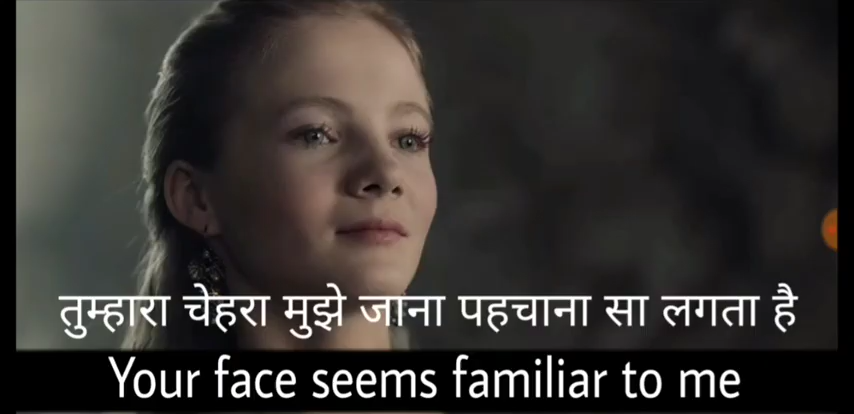 तुम्हारा चेहरा मुझे जाना पहचाना सा लगता है
Your face seems familiar to me